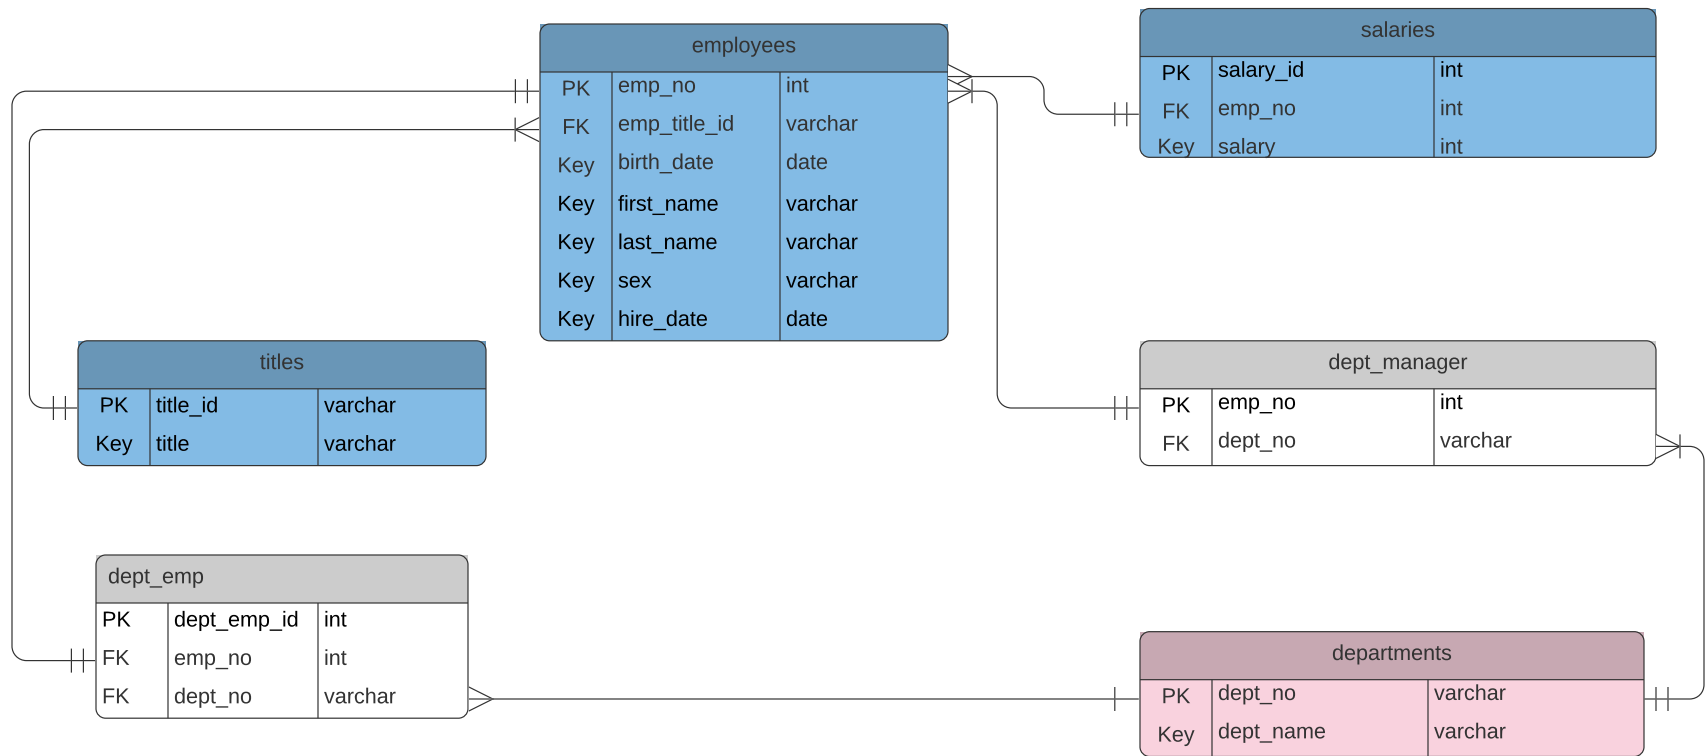 employees
PK emp_no int
FK emp_title_id varchar
Key birth_date date
Key first_name varchar
Key last_name varchar
Key sex varchar
Key hire_date date
salaries
PK salary_id int
FK emp_no int
Key salary int
titles
PK title_id varchar
Key title varchar
dept_manager
PK emp_no int
FK dept_no varchar
dept_emp
PK dept_emp_id int
FK emp_no int
FK dept_no varchar
departments
PK dept_no varchar
Key dept_name varchar